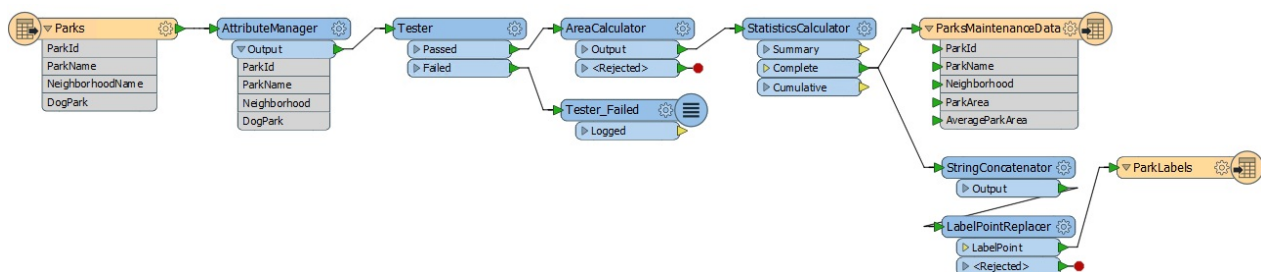 Parks
ParkId
ParkName
NeighborhoodName
DogPark
AttributeManager
Output
ParkId
ParkName
Neighborhood
DogPark
Tester
Passed
Failed
AreaCalculator
Output
<Rejected>
Tester_Failed
Logged
StatisticsCalculator
Summary
Complete
Cumulative
ParksMaintenanceData
ParkId
ParkName
Neighborhood
ParkArea
AverageParkArea
StringConcatenator
Output
LabelPointReplacer
LabelPoint
<Rejected>
ParkLabels